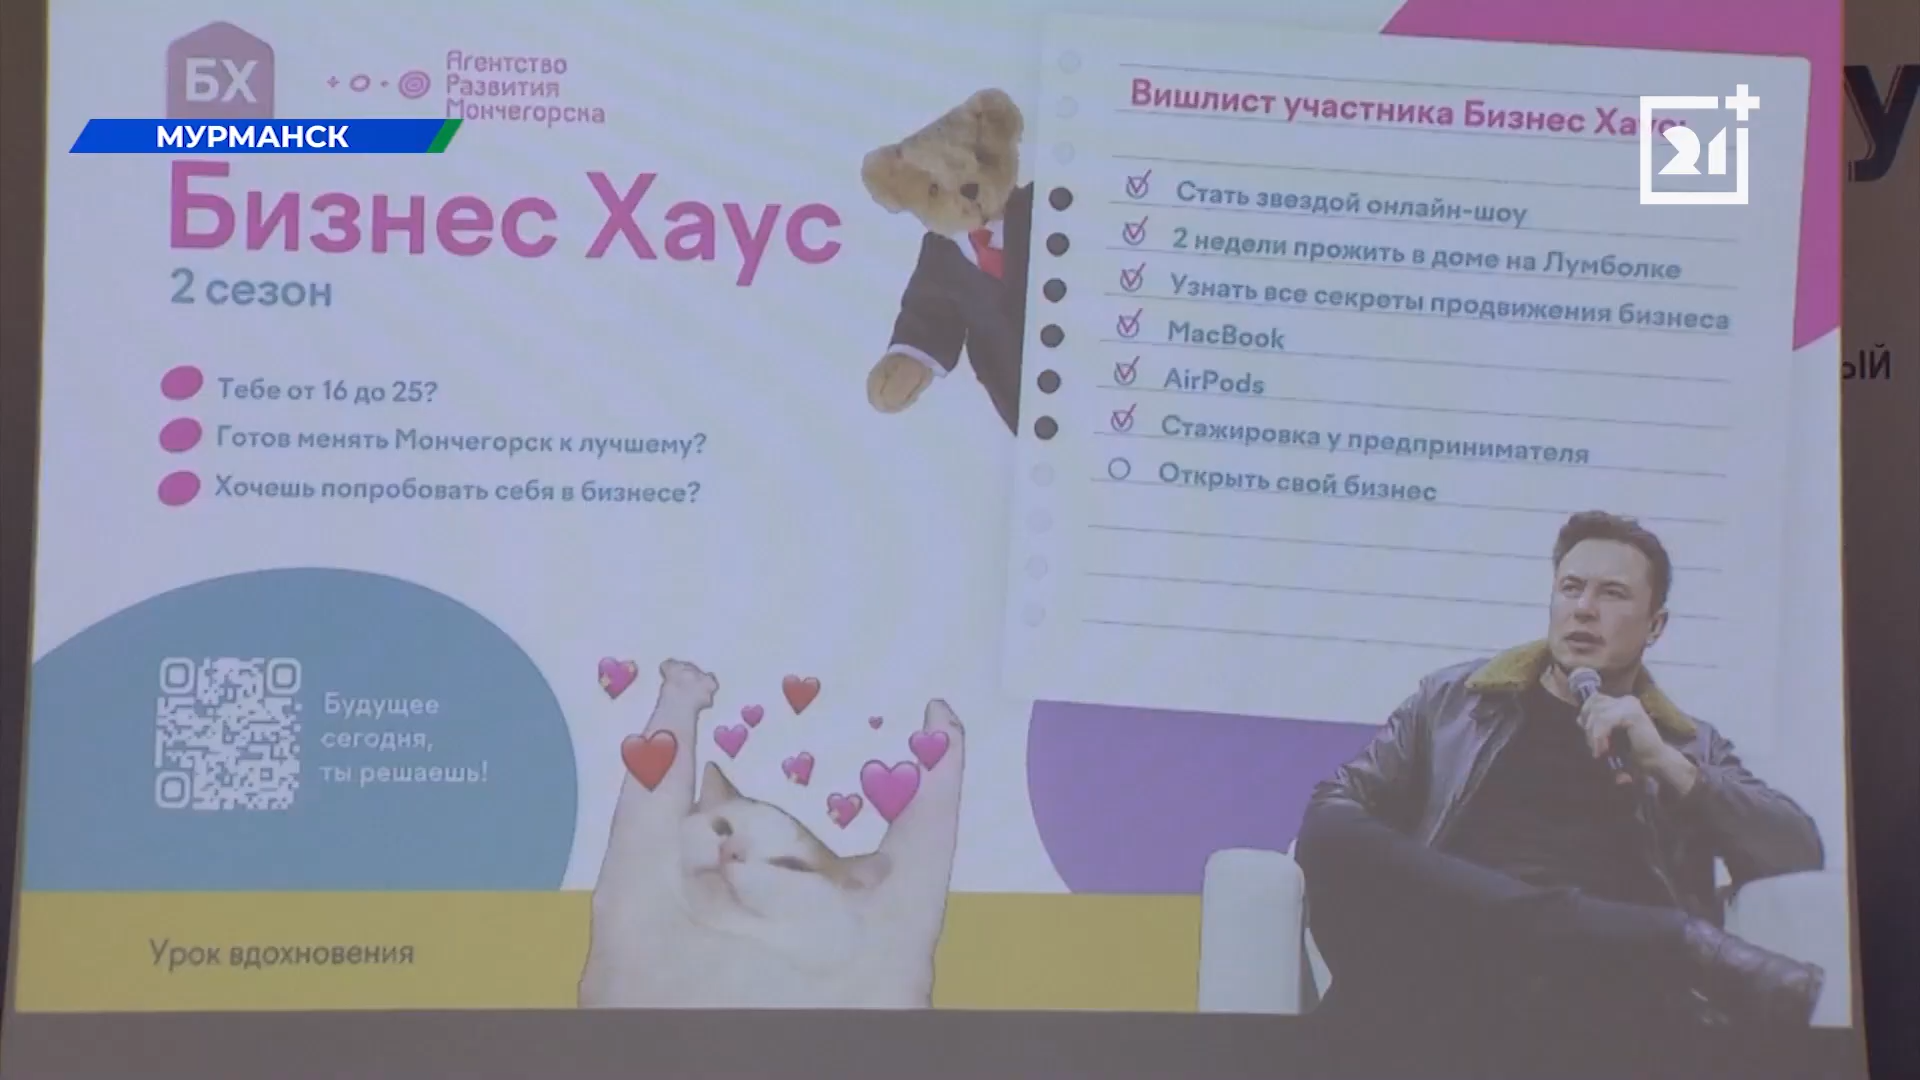 БХ
Агентство
Развития
Мончегорска
МУРМАНСК
Бизнес Хаус
2 сезон
Тебе от 16 до 25?
Готов менять Мончегорск к лучшему?
Хочешь попробовать себя в бизнесе?
Будущее
сегодня,
ты решаешь!
Урок вдохновения
Вишлист участника Бизнес Хаус:
Стать звездой онлайн-шоу
2 недели прожить в доме на Лумболке
Узнать все секреты продвижения бизнеса
MacBook
AirPods
Стажировка у предпринимателя
Открыть свой бизнес
21+
у
ый